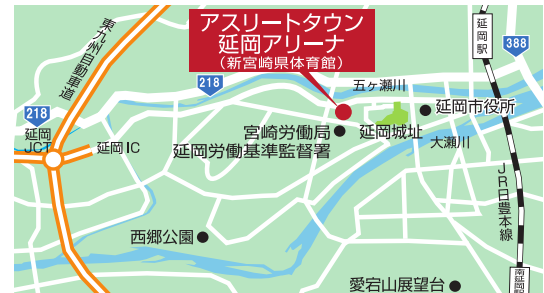 アスリートタウン
延岡アリーナ
(新宮崎県体育館)
延岡駅
388
東九州自動車道
218
218
五ヶ瀬川
延岡市役所
延岡
JCT
延岡IC
宮崎労働局
延岡労働基準監督署
延岡城址
大瀬川
JR日豊本線
西郷公園
愛宕山展望台
南延岡駅